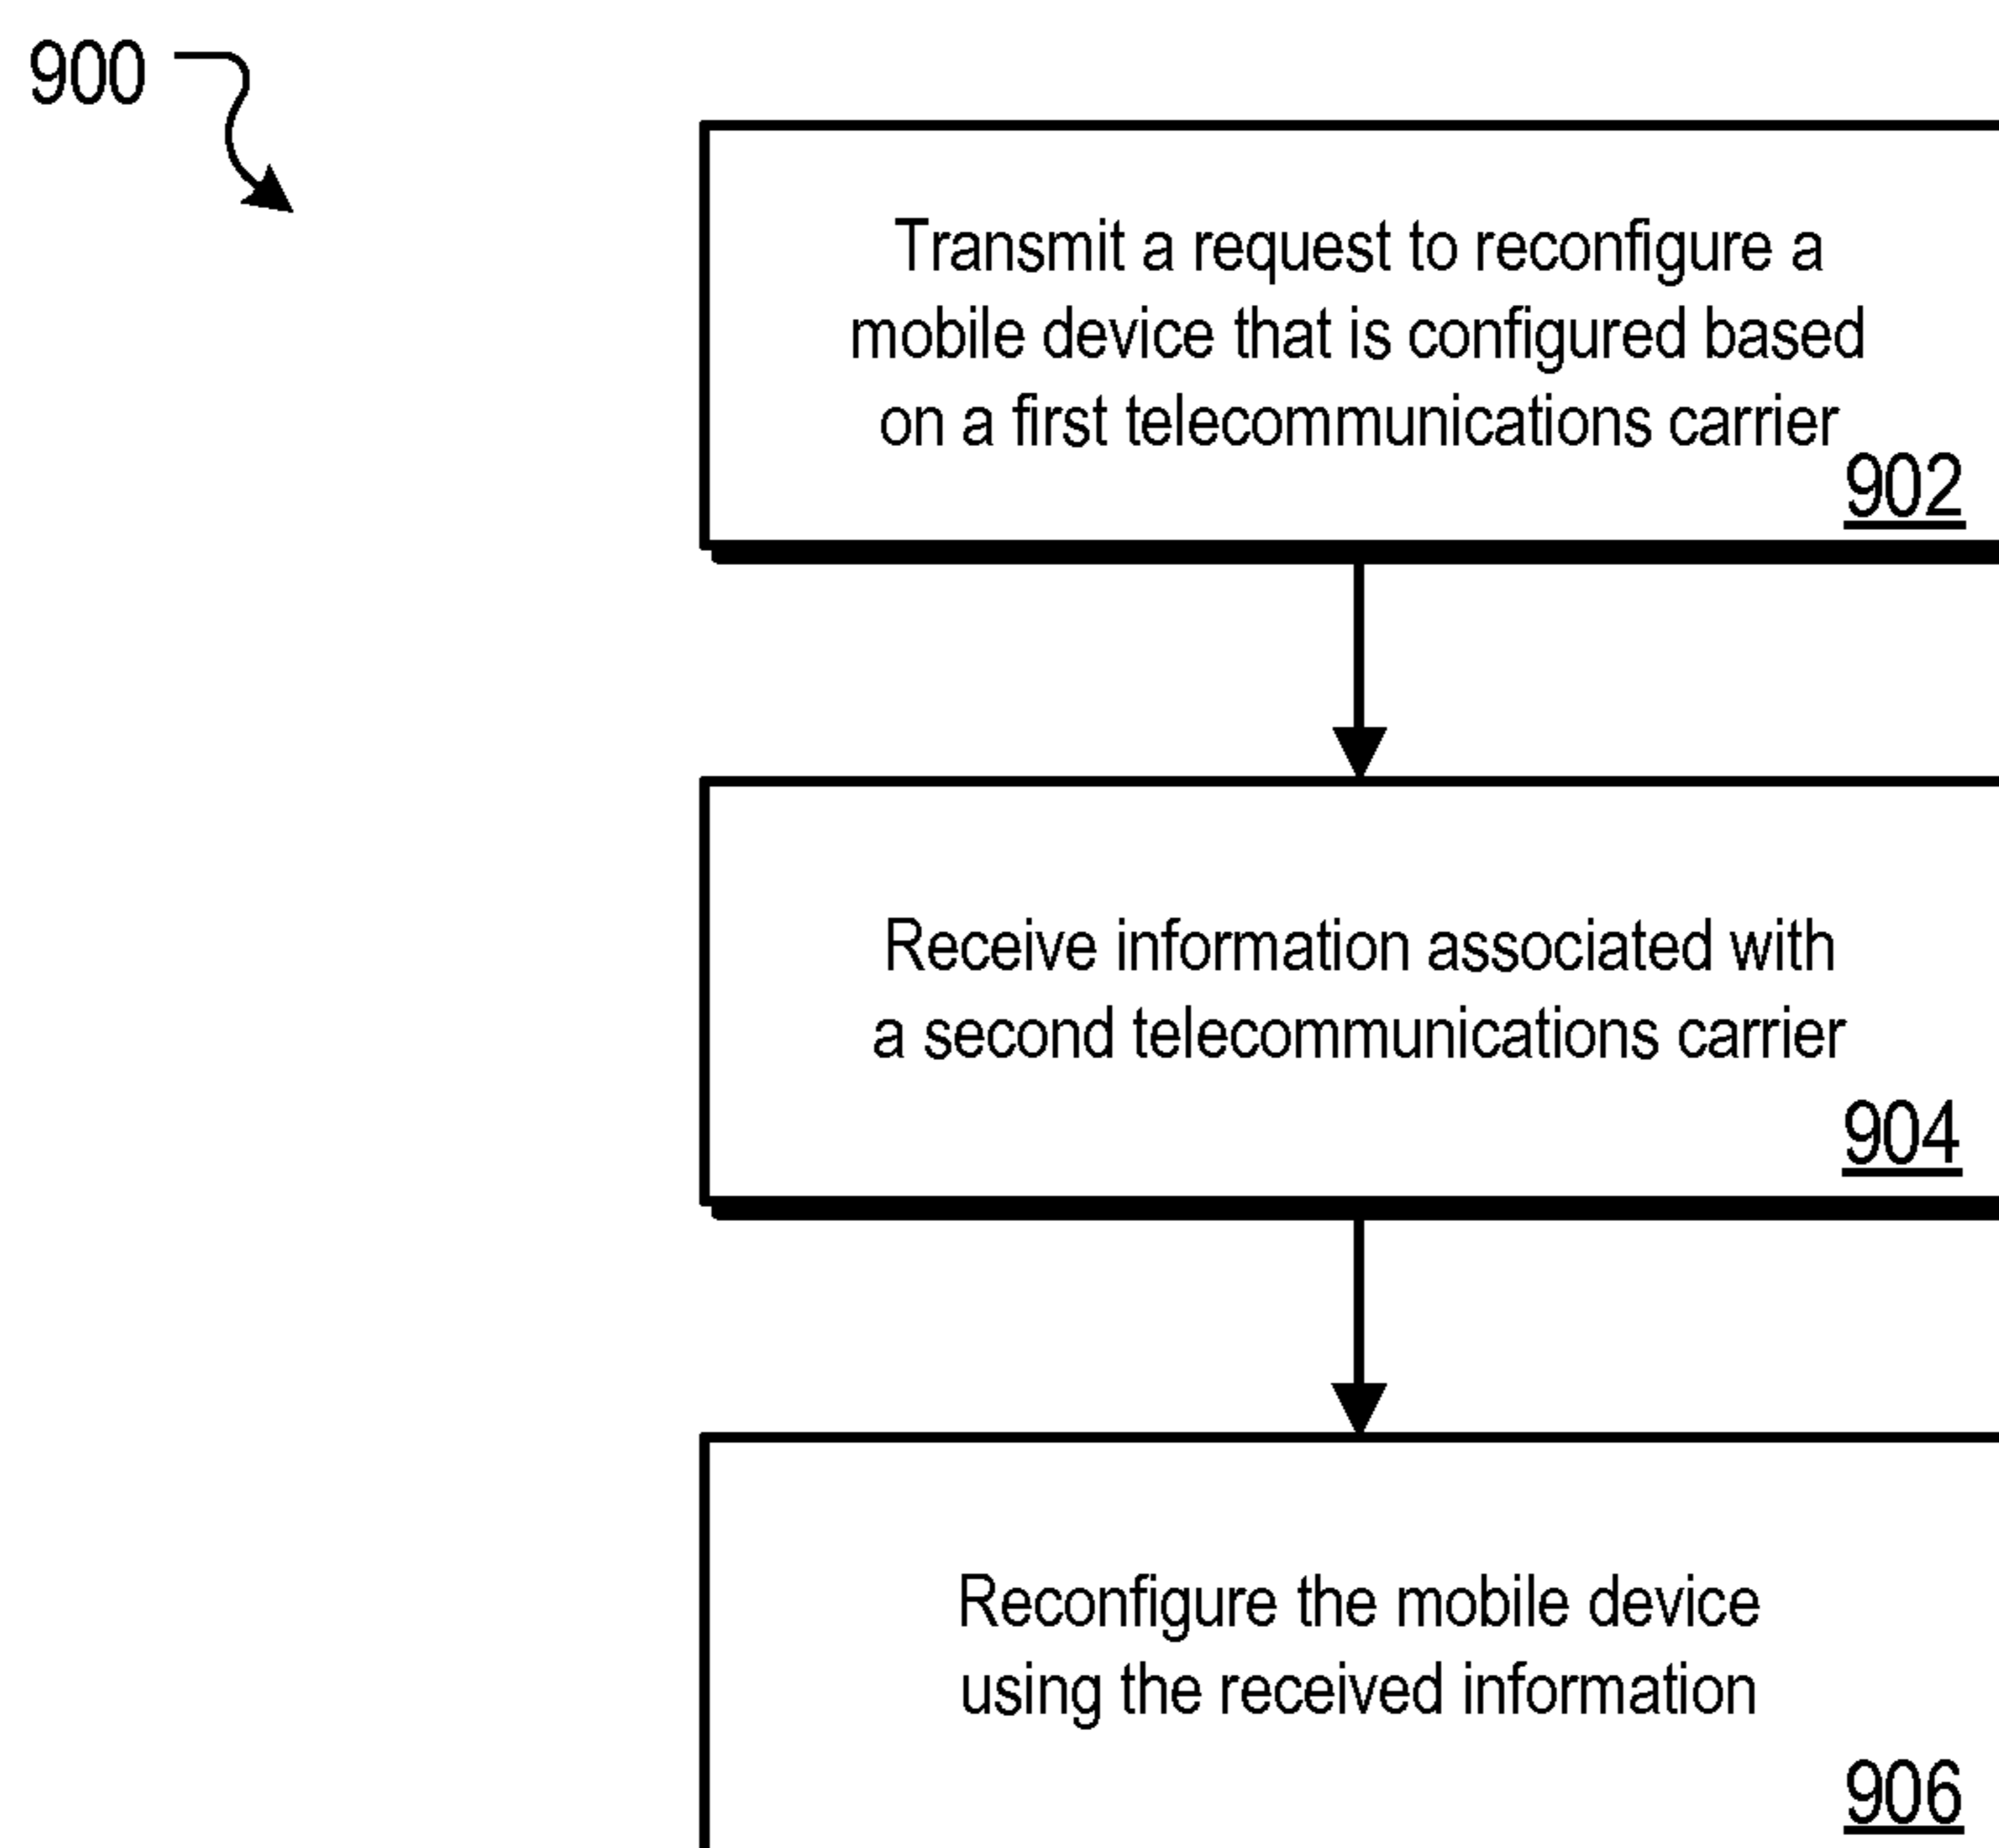 900
Transmit a request to reconfigure a
mobile device that is configured based
on a first telecommunications carrier
902
Receive information associated with
a second telecommunications carrier
904
Reconfigure the mobile device
using the received information
906